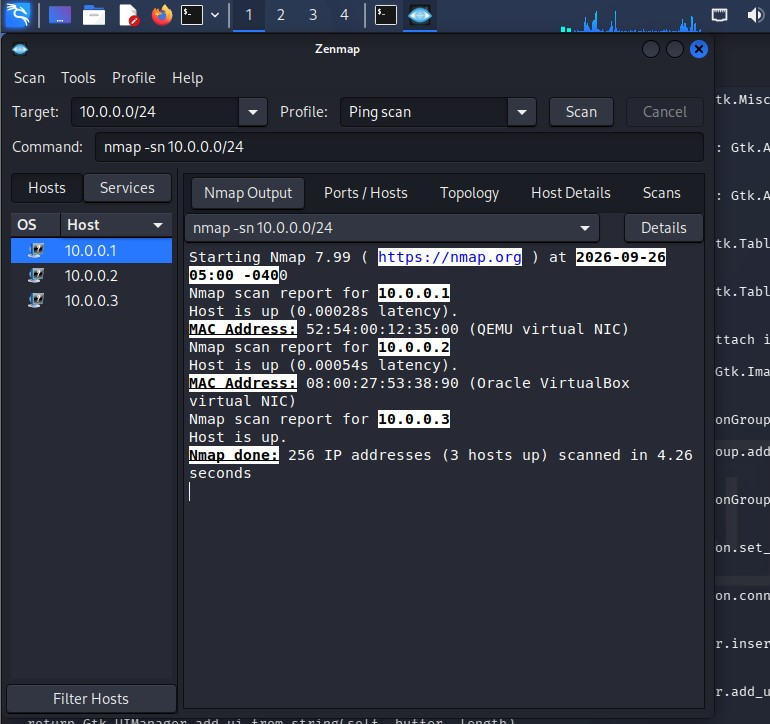 1 2 3 4
Zenmap
Scan Tools Profile Help
Target: 10.0.0.0/24 Profile: Ping scan Scan Cancel
Command: nmap -sn 10.0.0.0/24
Hosts Services
OS Host
10.0.0.1
10.0.0.2
10.0.0.3
Filter Hosts
Nmap Output Ports / Hosts Topology Host Details Scans
nmap -sn 10.0.0.0/24 Details
Starting Nmap 7.99 ( https://nmap.org ) at 2026-09-26
05:00 -0400
Nmap scan report for 10.0.0.1
Host is up (0.00028s latency).
MAC Address: 52:54:00:12:35:00 (QEMU virtual NIC)
Nmap scan report for 10.0.0.2
Host is up (0.00054s latency).
MAC Address: 08:00:27:53:38:90 (Oracle VirtualBox
virtual NIC)
Nmap scan report for 10.0.0.3
Host is up.
Nmap done: 256 IP addresses (3 hosts up) scanned in 4.26
seconds
tk.Misc
: Gtk.A
: Gtk.A
tk.Tabl
tk.Tabl
ttach i
Gtk.Ima
onGroup
oup.add
onGroup
on.set_
on.conn
r.inser
r.add_u
return Gtk.UIManager.add_ui_from_string(self, buffer, length)